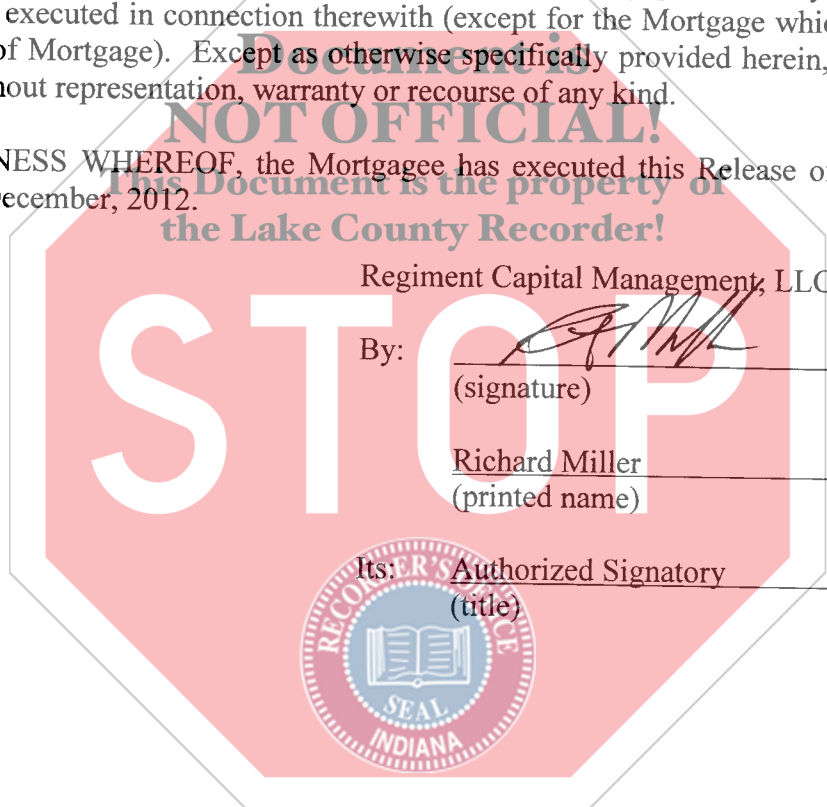 executed in connection therewith (except for the Mortgage whic
of Mortgage). Except as otherwise specifically provided herein,
out representation, warranty or recourse of any kind.
Document is
NOT OFFICIAL!
This Document is the property of
the Lake County Recorder!
NESS WHEREOF, the Mortgagee has executed this Release o
ecember, 2012.
Regiment Capital Management, LLC
By:
(signature)
Richard Miller
(printed name)
Its: Authorized Signatory
(title)
STOP
RECORDER'S OFFICE
SEAL
INDIANA